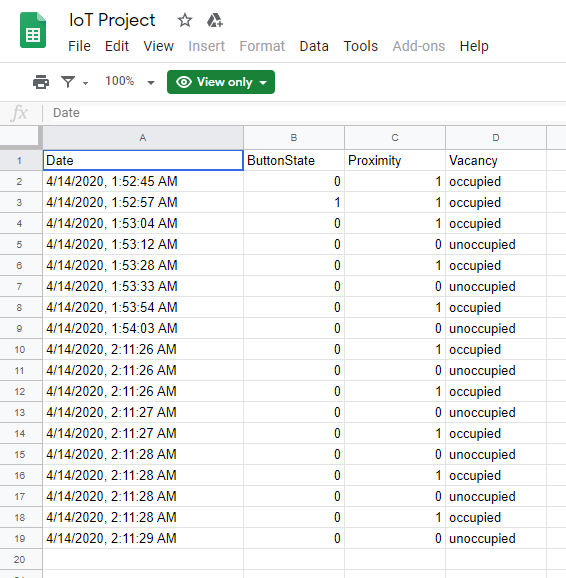 IoT Project
File Edit View Insert Format Data Tools Add-ons Help
100% View only
fx Date
A B C D
1 Date ButtonState Proximity Vacancy
2 4/14/2020, 1:52:45 AM 0 1 occupied
3 4/14/2020, 1:52:57 AM 1 1 occupied
4 4/14/2020, 1:53:04 AM 0 1 occupied
5 4/14/2020, 1:53:12 AM 0 0 unoccupied
6 4/14/2020, 1:53:28 AM 0 1 occupied
7 4/14/2020, 1:53:33 AM 0 0 unoccupied
8 4/14/2020, 1:53:54 AM 0 1 occupied
9 4/14/2020, 1:54:03 AM 0 0 unoccupied
10 4/14/2020, 2:11:26 AM 0 1 occupied
11 4/14/2020, 2:11:26 AM 0 0 unoccupied
12 4/14/2020, 2:11:26 AM 0 1 occupied
13 4/14/2020, 2:11:27 AM 0 0 unoccupied
14 4/14/2020, 2:11:27 AM 0 1 occupied
15 4/14/2020, 2:11:28 AM 0 0 unoccupied
16 4/14/2020, 2:11:28 AM 0 1 occupied
17 4/14/2020, 2:11:28 AM 0 0 unoccupied
18 4/14/2020, 2:11:28 AM 0 1 occupied
19 4/14/2020, 2:11:29 AM 0 0 unoccupied
20